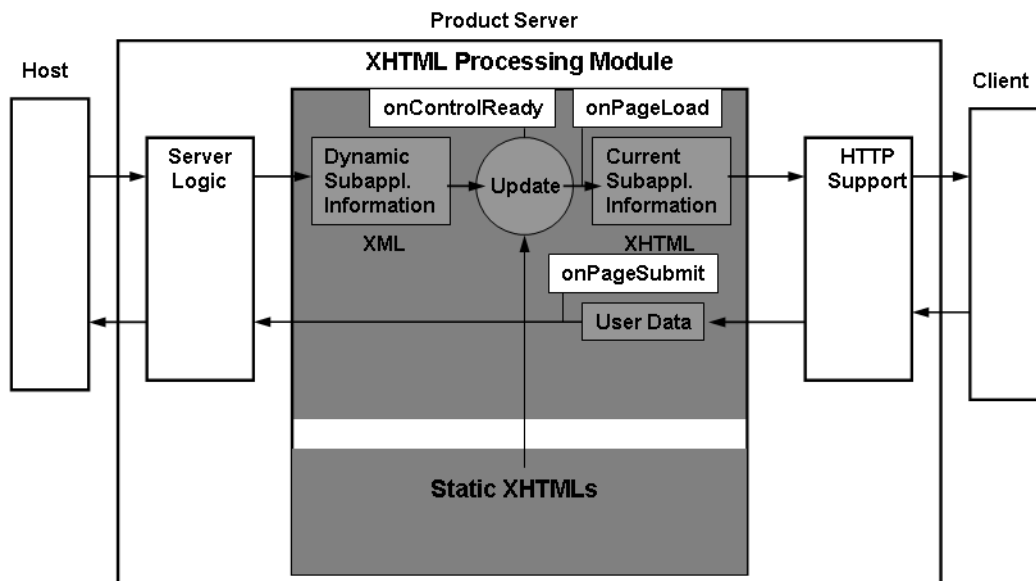 Product Server
XHTML Processing Module
Host
Client
onControlReady
onPageLoad
Server
Logic
Dynamic
Subappl.
Information
XML
Update
Current
Subappl.
Information
XHTML
HTTP
Support
onPageSubmit
User Data
Static XHTMLs